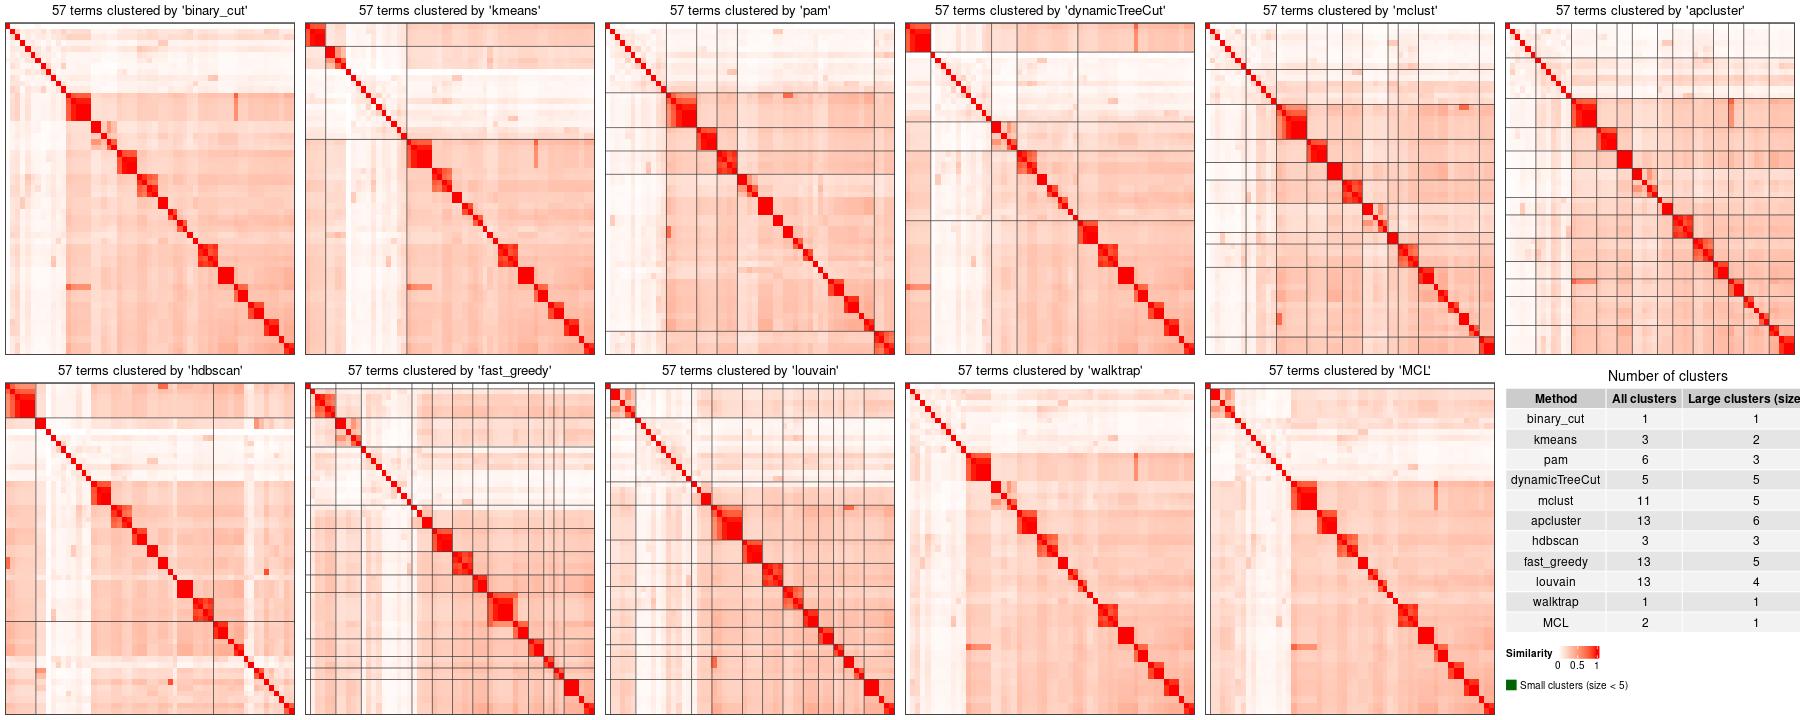 57 terms clustered by 'binary_cut'
57 terms clustered by 'kmeans'
57 terms clustered by 'pam'
57 terms clustered by 'dynamicTreeCut'
57 terms clustered by 'mclust'
57 terms clustered by 'apcluster'
57 terms clustered by 'hdbscan'
57 terms clustered by 'fast_greedy'
57 terms clustered by 'louvain'
57 terms clustered by 'walktrap'
57 terms clustered by 'MCL'
Number of clusters
Method All clusters Large clusters (size
binary_cut 1 1
kmeans 3 2
pam 6 3
dynamicTreeCut 5 5
mclust 11 5
apcluster 13 6
hdbscan 3 3
fast_greedy 13 5
louvain 13 4
walktrap 1 1
MCL 2 1
Similarity
0 0.5 1
Small clusters (size < 5)